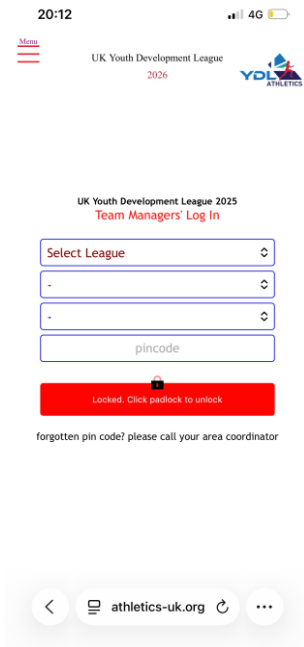 20:12
4G
Menu
UK Youth Development League
2026
YDL
ATHLETICS
UK Youth Development League 2025
Team Managers' Log In
Select League
-
-
pincode
Locked. Click padlock to unlock
forgotten pin code? please call your area coordinator
athletics-uk.org